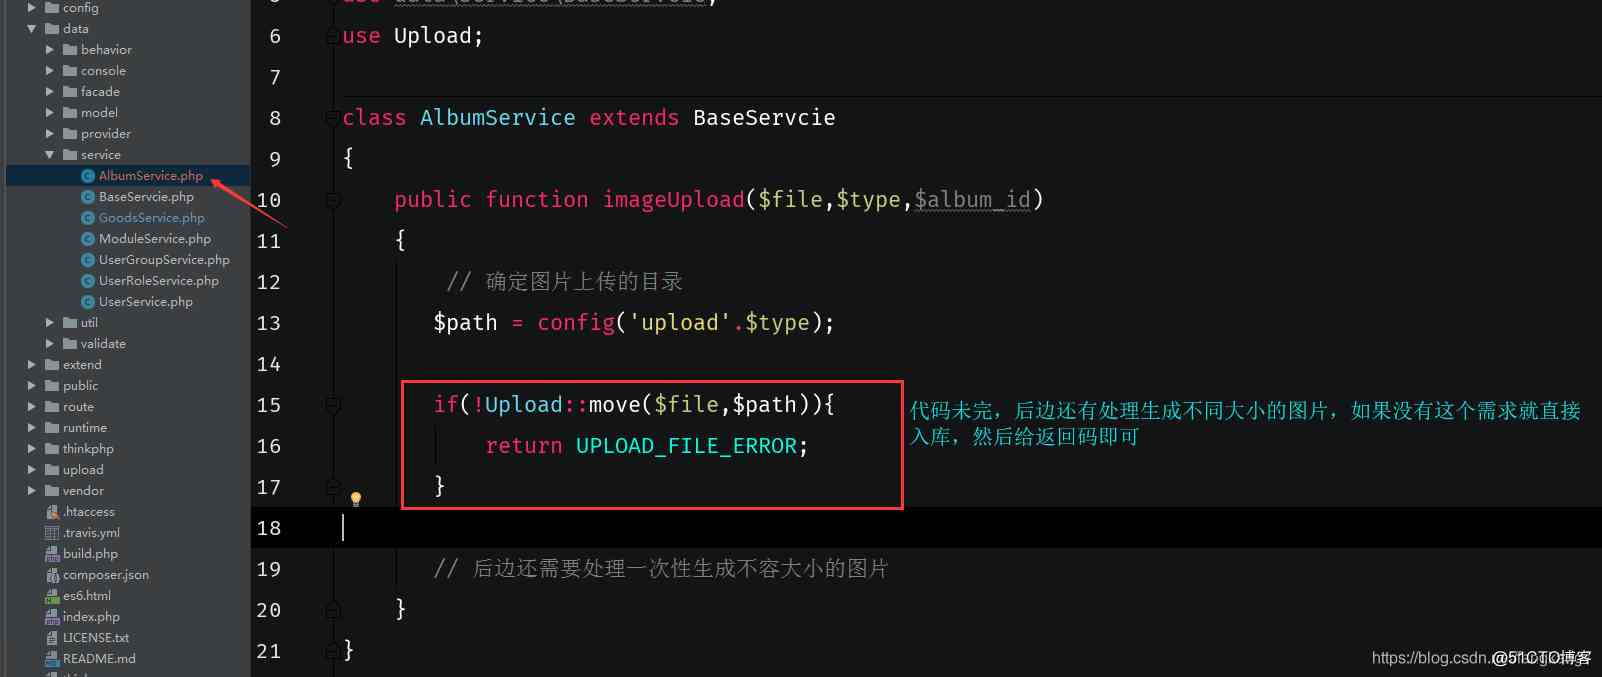 config
data
behavior
console
facade
model
provider
service
AlbumService.php
BaseServcie.php
GoodsService.php
ModuleService.php
UserGroupService.php
UserRoleService.php
UserService.php
util
validate
extend
public
route
runtime
thinkphp
upload
vendor
.htaccess
.travis.yml
build.php
composer.json
es6.html
index.php
LICENSE.txt
README.md
6 use Upload;
7
8 class AlbumService extends BaseServcie
9 {
10 public function imageUpload($file,$type,$album_id)
11 {
12 // 确定图片上传的目录
13 $path = config('upload'.$type);
14
15 if(!Upload::move($file,$path)){
16 return UPLOAD_FILE_ERROR;
17 }
18
19 // 后边还需要处理一次性生成不容大小的图片
20 }
21 }
代码未完，后边还有处理生成不同大小的图片，如果没有这个需求就直接
入库，然后给返回码即可
https://blog.csdn.
@51CTO博客